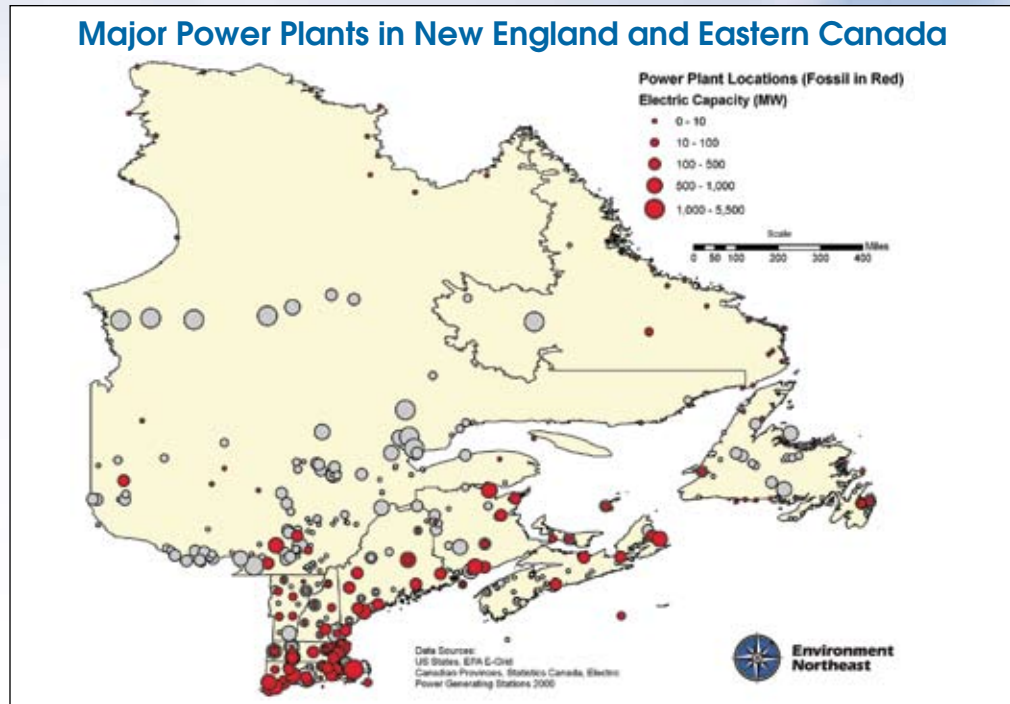 Major Power Plants in New England and Eastern Canada
Power Plant Locations (Fossil in Red)
Electric Capacity (MW)
0 - 10
10 - 100
100 - 500
500 - 1,000
1,000 - 5,500
Scale
Miles
0 50 100 200 300 400
Data Sources:
US States, EPA E-Grid
Canadian Provinces, Statistics Canada, Electric
Power Generating Stations 2000
Environment
Northeast